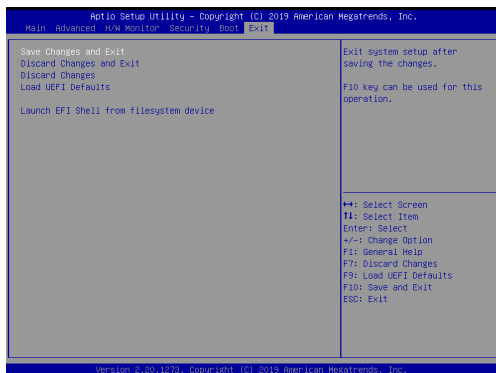 Aptio Setup Utility – Copyright (C) 2019 American Megatrends, Inc.
Main Advanced H/W Monitor Security Boot Exit
Save Changes and Exit
Discard Changes and Exit
Discard Changes
Load UEFI Defaults
Launch EFI Shell from filesystem device
Exit system setup after
saving the changes.
F10 key can be used for this
operation.
↔: Select Screen
↑↓: Select Item
Enter: Select
+/-: Change Option
F1: General Help
F7: Discard Changes
F9: Load UEFI Defaults
F10: Save and Exit
ESC: Exit
Version 2.20.1273. Copyright (C) 2019 American Megatrends, Inc.